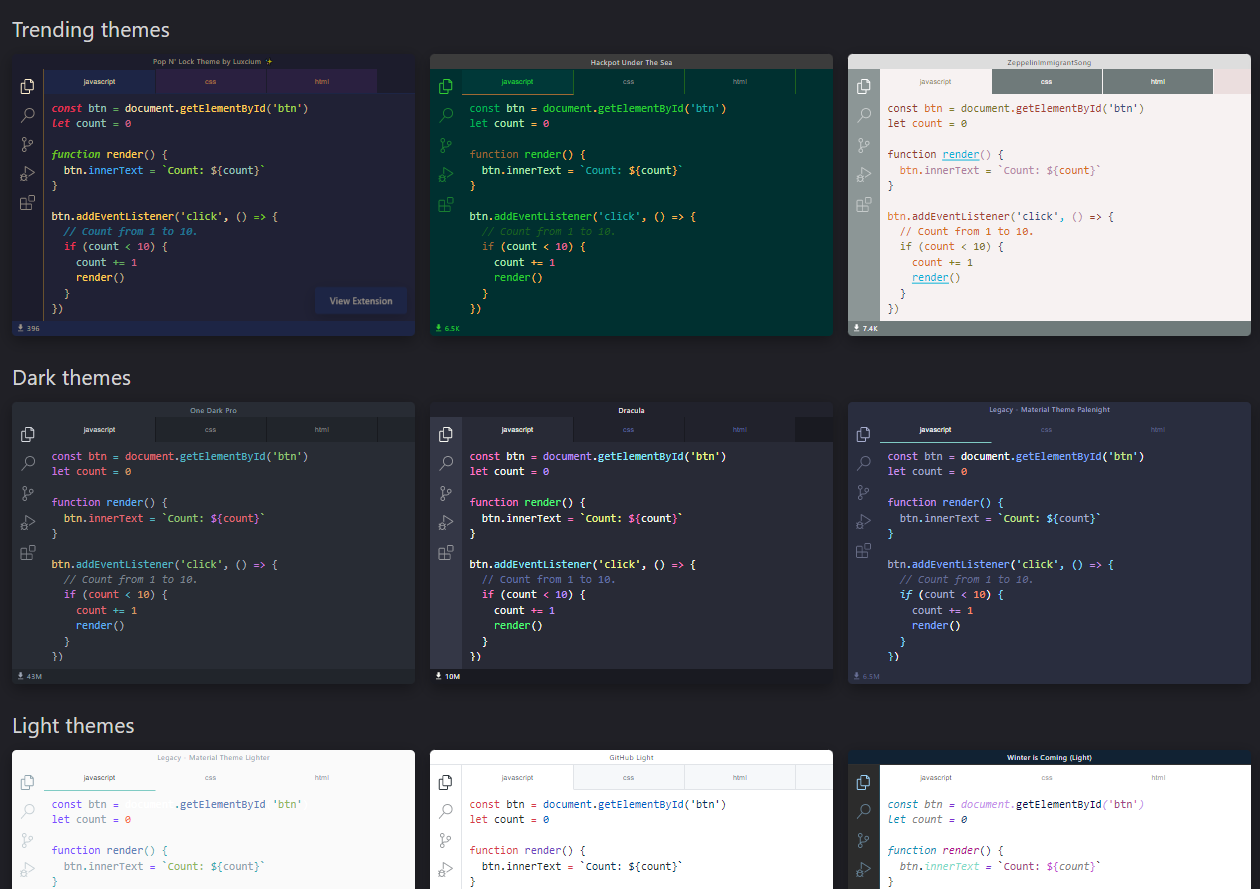 Trending themes
Pop N' Lock Theme by Luxcium ✨
javascript css html
const btn = document.getElementById('btn')
let count = 0
function render() {
btn.innerText = `Count: ${count}`
}
btn.addEventListener('click', () => {
// Count from 1 to 10.
if (count < 10) {
count += 1
render()
}
})
View Extension
396
Hackpot Under The Sea
javascript css html
const btn = document.getElementById('btn')
let count = 0
function render() {
btn.innerText = `Count: ${count}`
}
btn.addEventListener('click', () => {
// Count from 1 to 10.
if (count < 10) {
count += 1
render()
}
})
6.5K
ZeppelinImmigrantSong
javascript css html
const btn = document.getElementById('btn')
let count = 0
function render() {
btn.innerText = `Count: ${count}`
}
btn.addEventListener('click', () => {
// Count from 1 to 10.
if (count < 10) {
count += 1
render()
}
})
7.4K
Dark themes
One Dark Pro
javascript css html
const btn = document.getElementById('btn')
let count = 0
function render() {
btn.innerText = `Count: ${count}`
}
btn.addEventListener('click', () => {
// Count from 1 to 10.
if (count < 10) {
count += 1
render()
}
})
43M
Dracula
javascript css html
const btn = document.getElementById('btn')
let count = 0
function render() {
btn.innerText = `Count: ${count}`
}
btn.addEventListener('click', () => {
// Count from 1 to 10.
if (count < 10) {
count += 1
render()
}
})
10M
Legacy - Material Theme Palenight
javascript css html
const btn = document.getElementById('btn')
let count = 0
function render() {
btn.innerText = `Count: ${count}`
}
btn.addEventListener('click', () => {
// Count from 1 to 10.
if (count < 10) {
count += 1
render()
}
})
6.5M
Light themes
Legacy - Material Theme Lighter
javascript css html
const btn = .getElementById 'btn'
let count = 0
function render() {
btn.innerText = `Count: ${count}`
}
GitHub Light
javascript css html
const btn = document.getElementById('btn')
let count = 0
function render() {
btn.innerText = `Count: ${count}`
}
Winter is Coming (Light)
javascript css html
const btn = document.getElementById('btn')
let count = 0
function render() {
btn.innerText = `Count: ${count}`
}